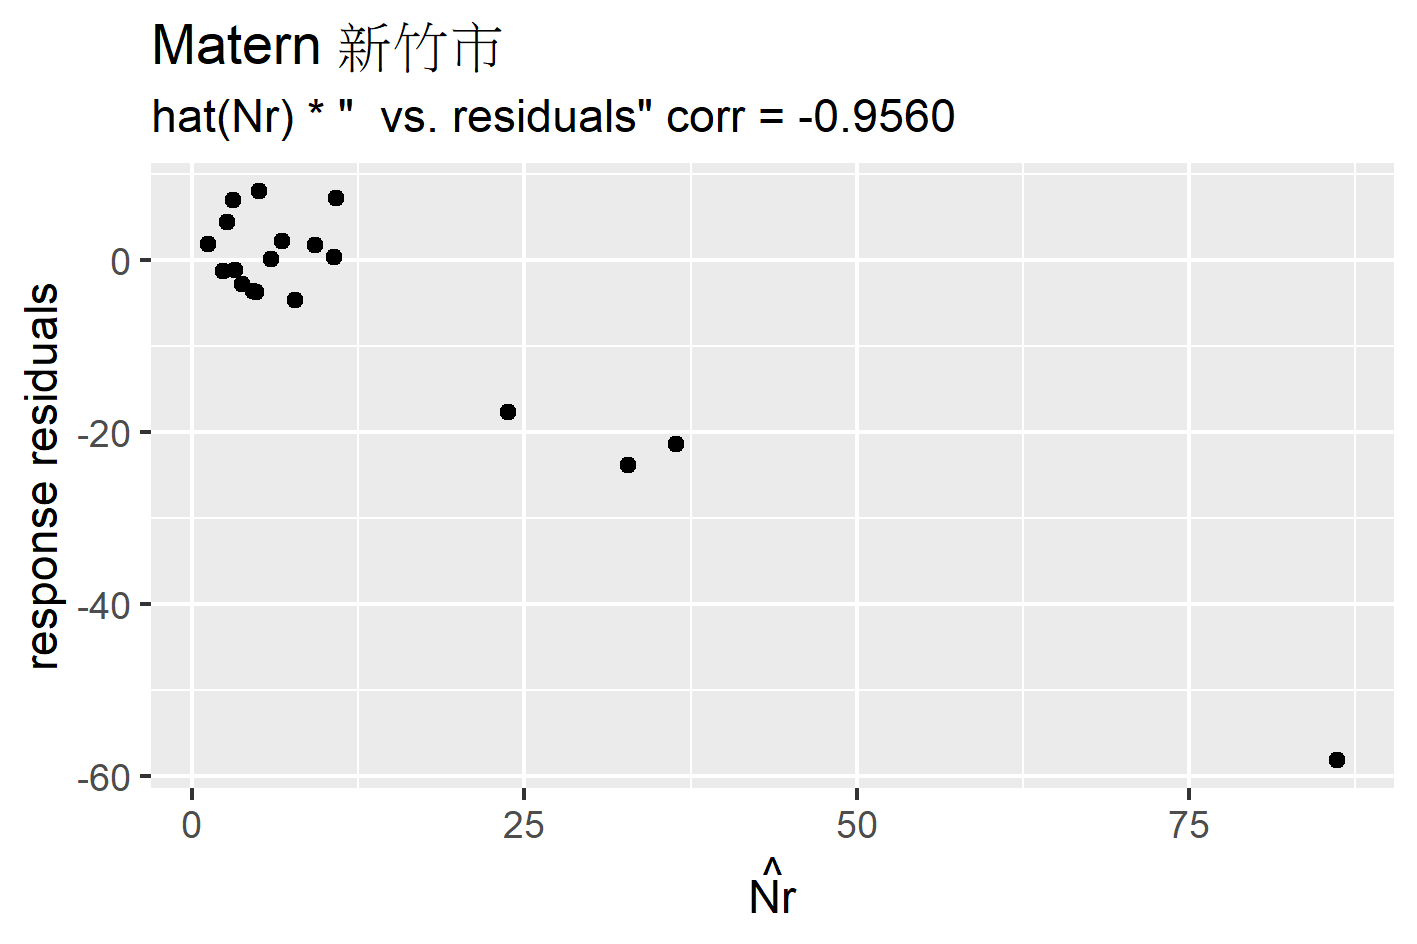 Matern 新竹市
hat(Nr) * "  vs. residuals" corr = -0.9560
response residuals
0
-20
-40
-60
0
25
50
75
N̂r